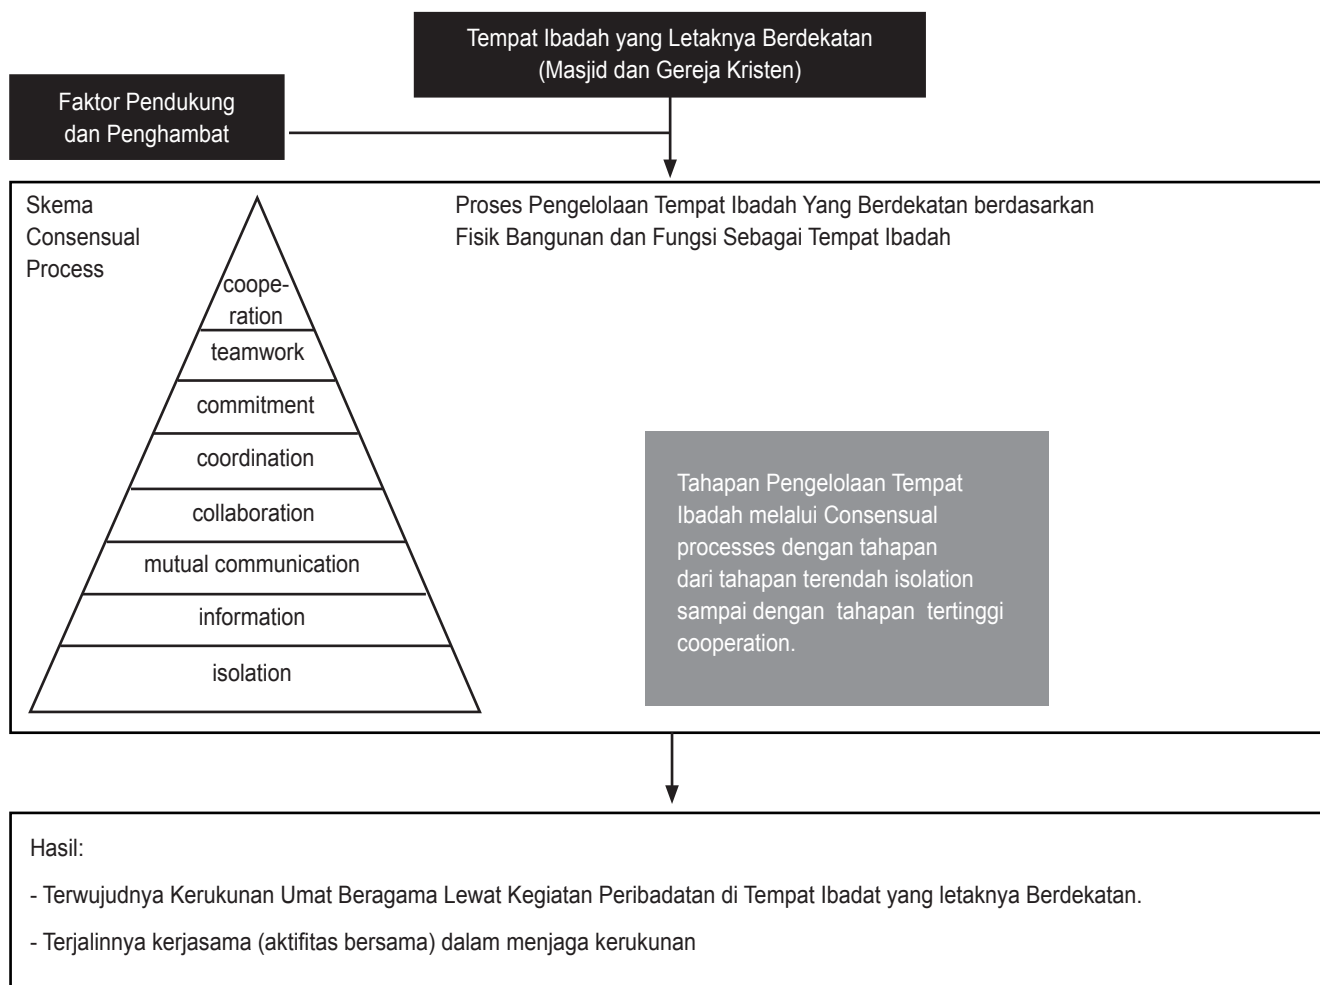 Tempat Ibadah yang Letaknya Berdekatan
(Masjid dan Gereja Kristen)
Faktor Pendukung
dan Penghambat
Skema
Consensual
Process
Proses Pengelolaan Tempat Ibadah Yang Berdekatan berdasarkan
Fisik Bangunan dan Fungsi Sebagai Tempat Ibadah
coope-
ration
teamwork
commitment
coordination
collaboration
mutual communication
information
isolation
Tahapan Pengelolaan Tempat
Ibadah melalui Consensual
processes dengan tahapan
dari tahapan terendah isolation
sampai dengan tahapan tertinggi
cooperation.
Hasil:
- Terwujudnya Kerukunan Umat Beragama Lewat Kegiatan Peribadatan di Tempat Ibadat yang letaknya Berdekatan.
- Terjalinnya kerjasama (aktifitas bersama) dalam menjaga kerukunan